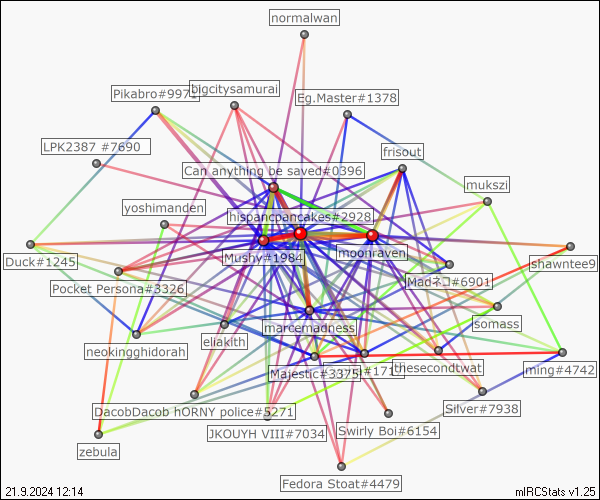 normalwan
bigcitysamurai
Pikabro#9971
Eg.Master#1378
LPK2387 #7690
frisout
Can anything be saved#0396
mukszi
yoshimanden
hispancpancakes#2928
moonraven
Mushy#1984
Duck#1245
shawntee9
Madネコ#6901
Pocket Persona#3326
somass
marcemadness
eliakith
neokingghidorah
thesecondtwat
Majestic#3375
ming#4742
DacobDacob hORNY police#5271
Silver#7938
JKOUYH VIII#7034
Swirly Boi#6154
zebula
Fedora Stoat#4479
21.9.2024 12:14
mIRCStats v1.25